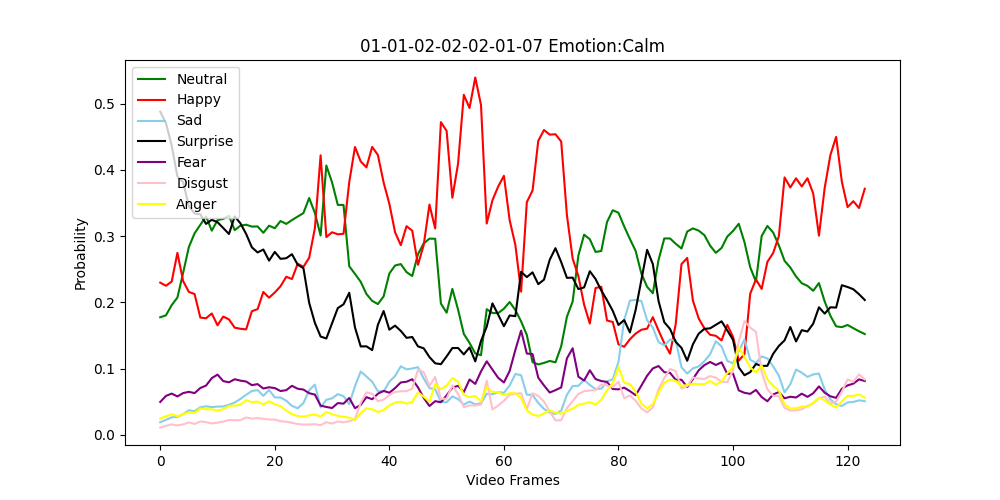 01-01-02-02-02-01-07 Emotion:Calm
Neutral
Happy
Sad
Surprise
Fear
Disgust
Anger
Probability
0.5
0.4
0.3
0.2
0.1
0.0
0 20 40 60 80 100 120
Video Frames